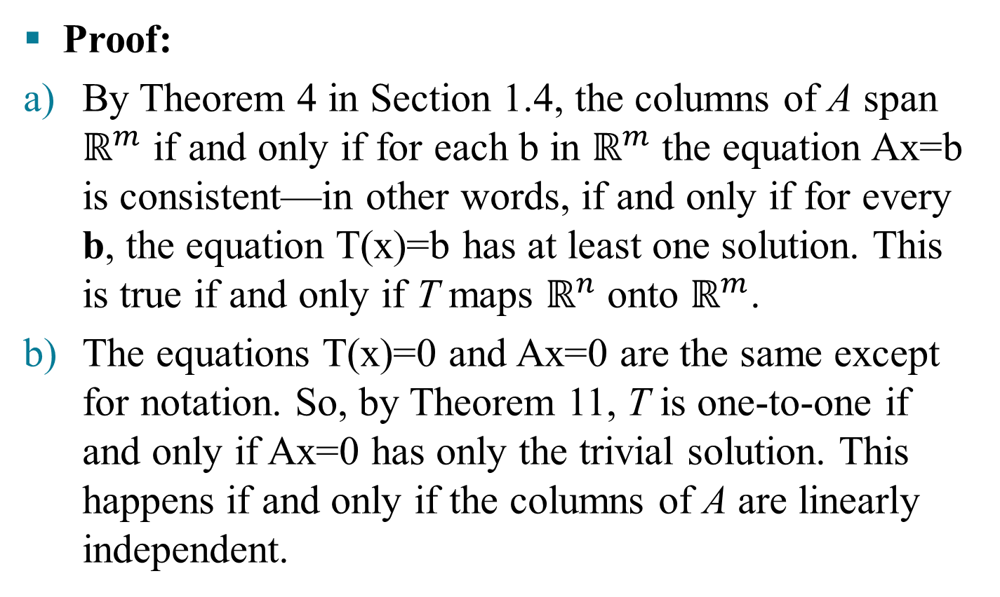 ▪ Proof:
a) By Theorem 4 in Section 1.4, the columns of A span
ℝᵐ if and only if for each b in ℝᵐ the equation Ax=b
is consistent—in other words, if and only if for every
b, the equation T(x)=b has at least one solution. This
is true if and only if T maps ℝⁿ onto ℝᵐ.
b) The equations T(x)=0 and Ax=0 are the same except
for notation. So, by Theorem 11, T is one-to-one if
and only if Ax=0 has only the trivial solution. This
happens if and only if the columns of A are linearly
independent.